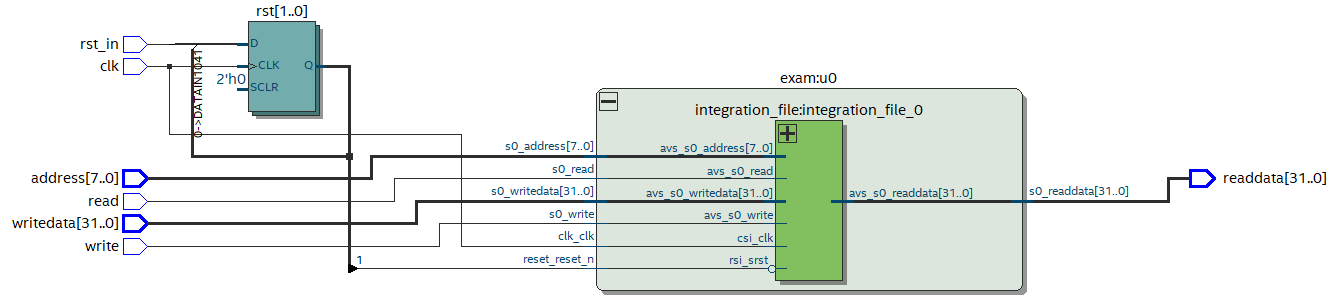 rst[1..0]
rst_in
D
0->DATAIN1041
clk
CLK
Q
2'h0
SCLR
exam:u0
integration_file:integration_file_0
s0_address[7..0]
avs_s0_address[7..0]
address[7..0]
s0_read
avs_s0_read
readdata[31..0]
read
s0_writedata[31..0]
avs_s0_writedata[31..0]
avs_s0_readdata[31..0]
s0_readdata[31..0]
writedata[31..0]
s0_write
avs_s0_write
write
clk_clk
csi_clk
1
reset_reset_n
rsi_srst